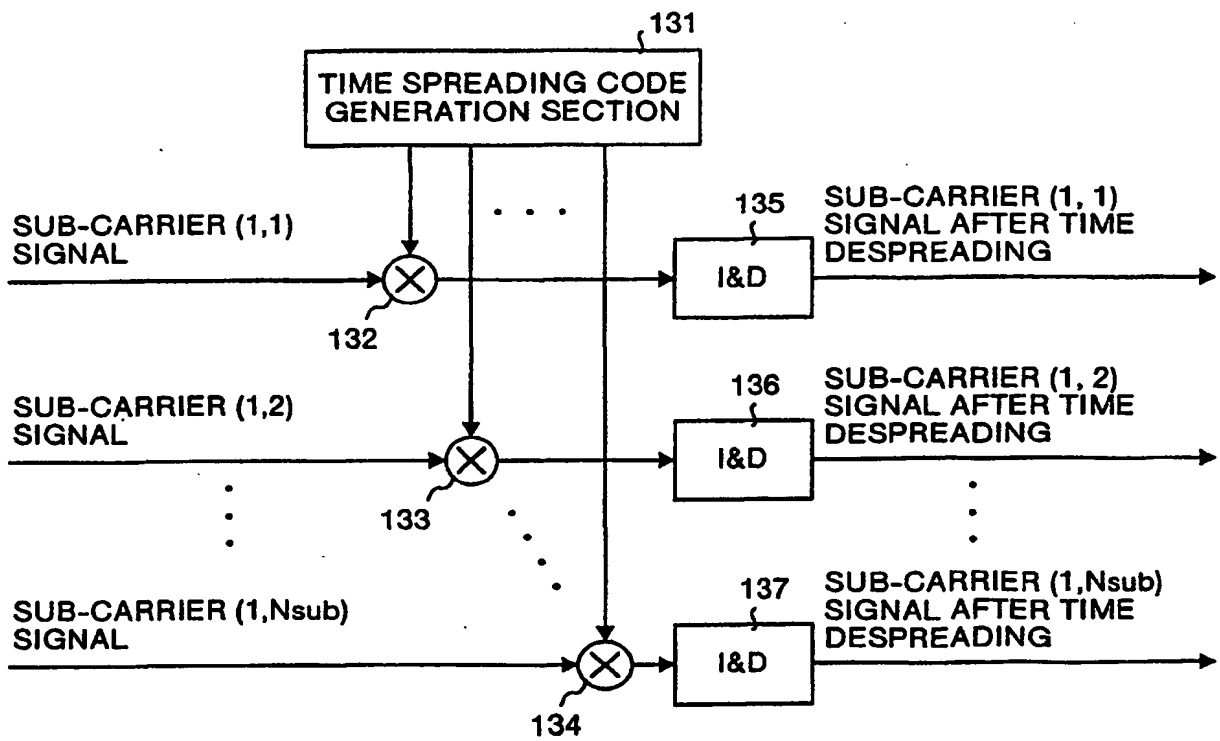 131
TIME SPREADING CODE
GENERATION SECTION
SUB-CARRIER (1,1)
SIGNAL
132
135
I&D
SUB-CARRIER (1, 1)
SIGNAL AFTER TIME
DESPREADING
SUB-CARRIER (1,2)
SIGNAL
133
136
I&D
SUB-CARRIER (1, 2)
SIGNAL AFTER TIME
DESPREADING
SUB-CARRIER (1,Nsub)
SIGNAL
134
137
I&D
SUB-CARRIER (1,Nsub)
SIGNAL AFTER TIME
DESPREADING